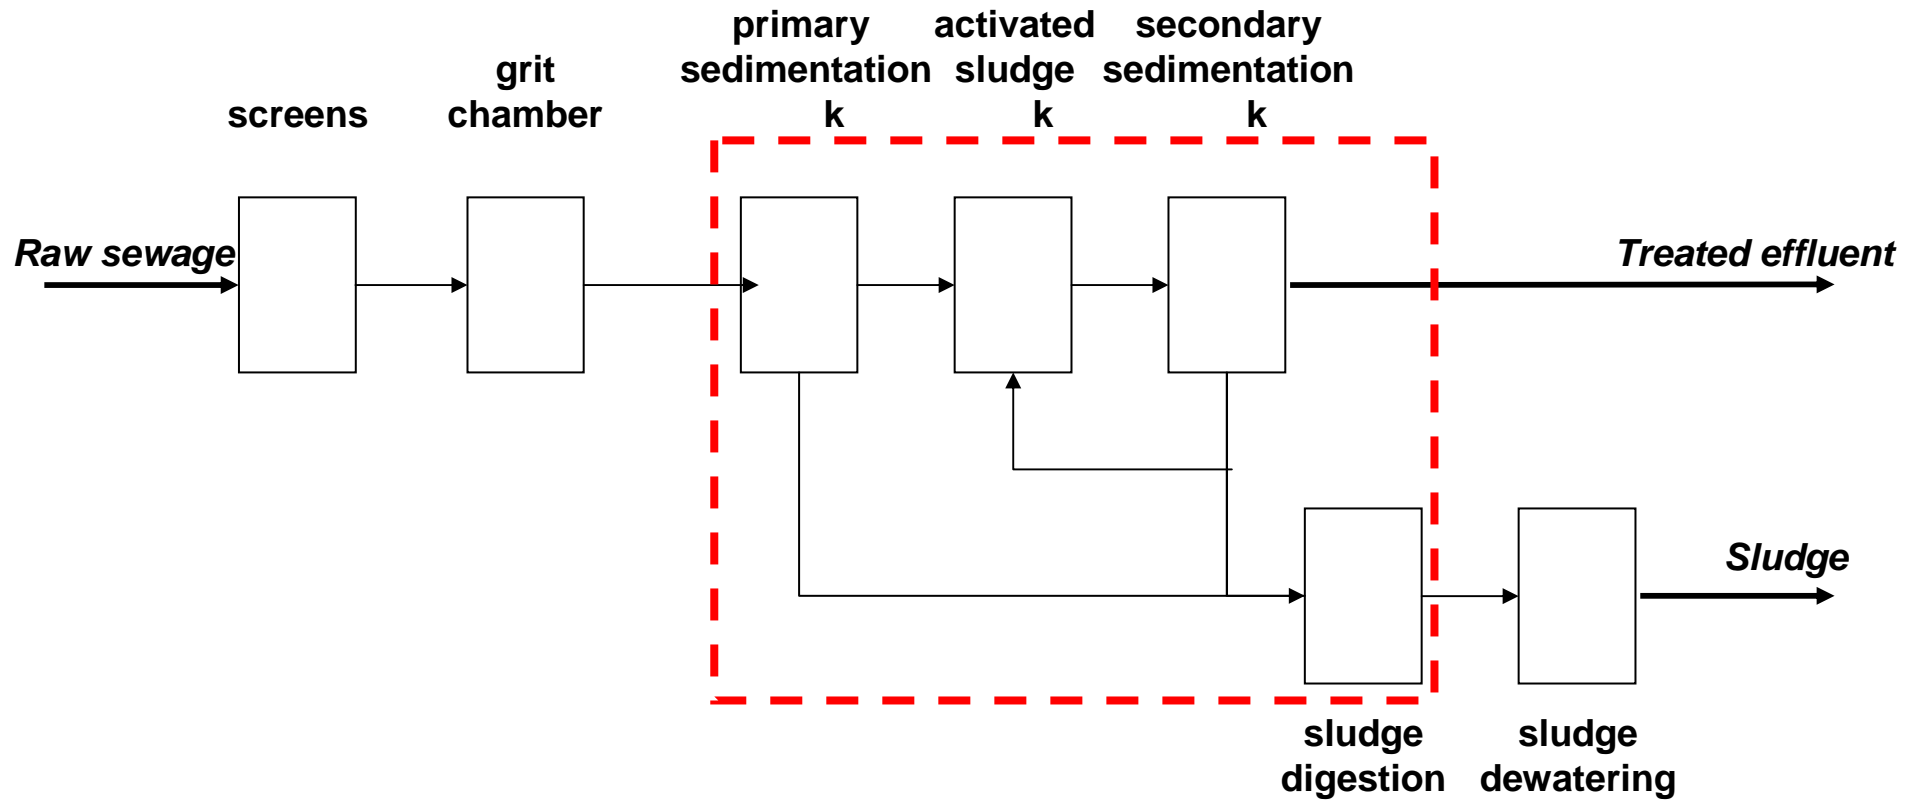 screens
grit
chamber
primary
sedimentation
k
activated
sludge
k
secondary
sedimentation
k
Raw sewage
Treated effluent
Sludge
sludge
digestion
sludge
dewatering